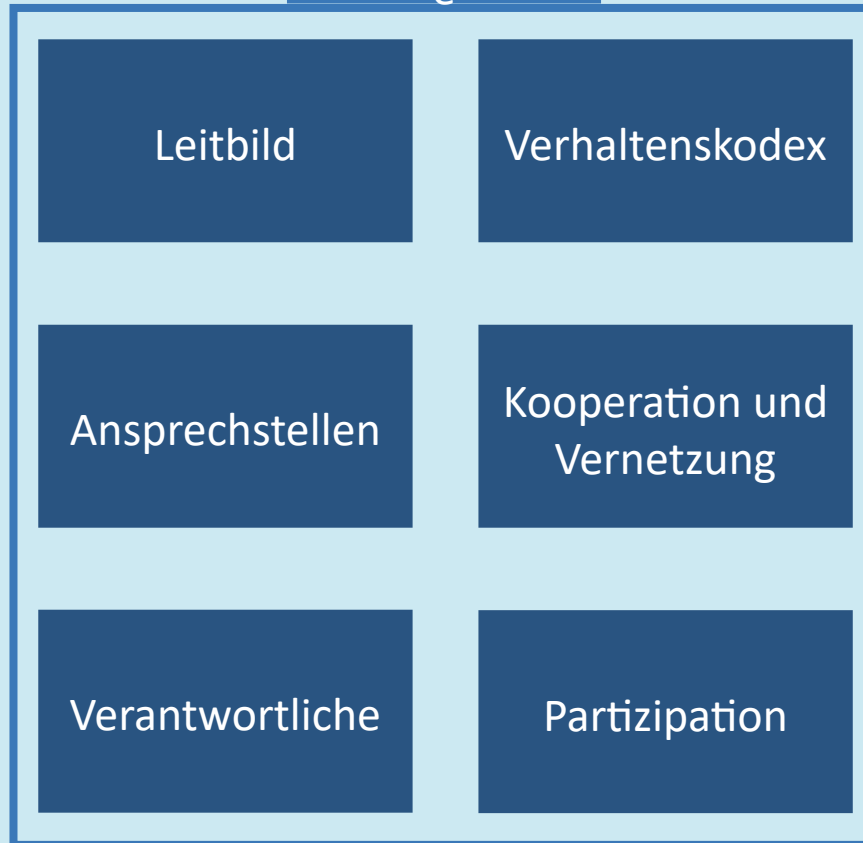 Leitbild
Verhaltenskodex
Ansprechstellen
Kooperation und
Vernetzung
Verantwortliche
Partizipation